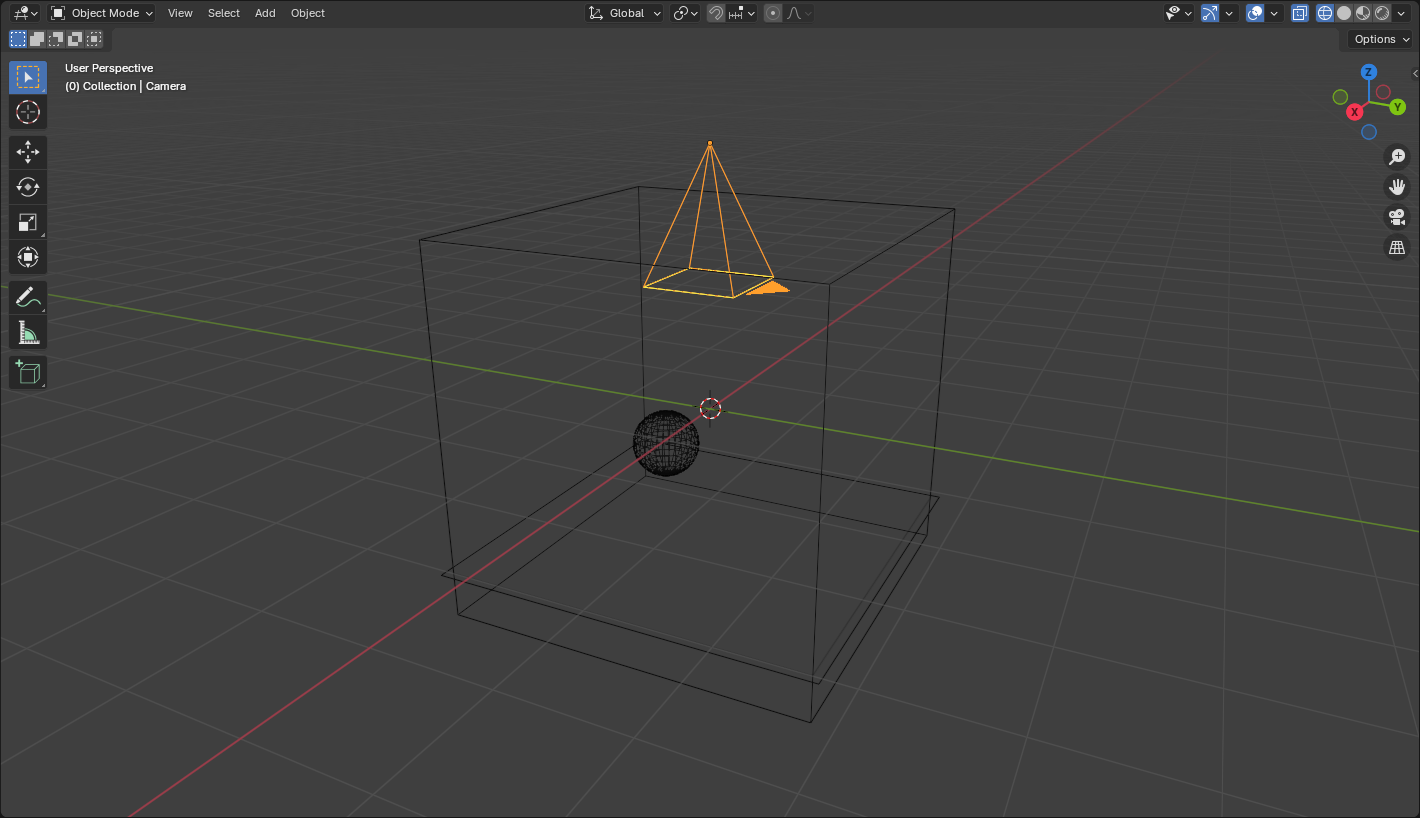 Object Mode View Select Add Object Global
Options
User Perspective
(0) Collection | Camera
Z
Y
X